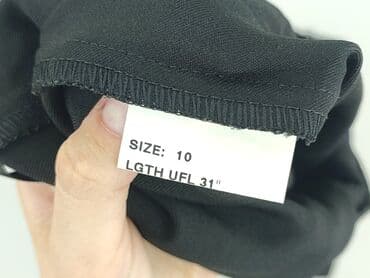 SIZE: 10
LGTH UFL 31"